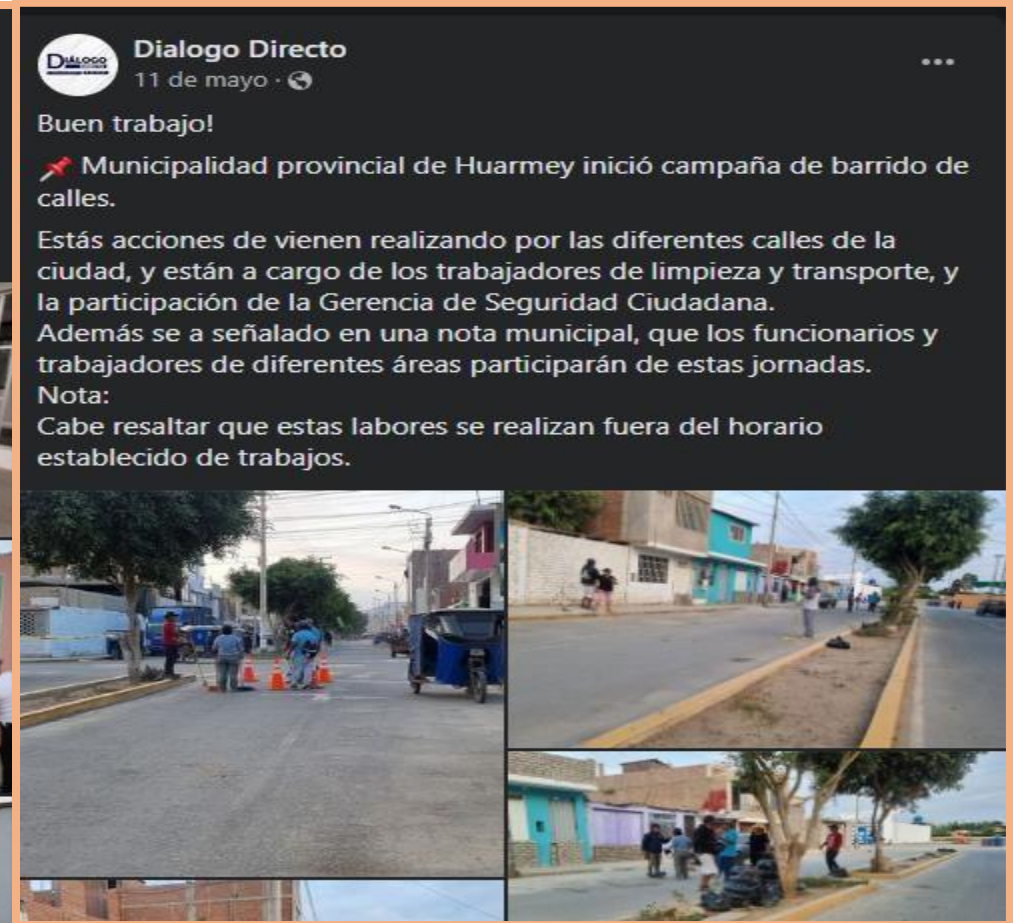 DIÁLOGO
Dialogo Directo
11 de mayo ·
Buen trabajo!
Municipalidad provincial de Huarmey inició campaña de barrido de
calles.
Estás acciones de vienen realizando por las diferentes calles de la
ciudad, y están a cargo de los trabajadores de limpieza y transporte, y
la participación de la Gerencia de Seguridad Ciudadana.
Además se a señalado en una nota municipal, que los funcionarios y
trabajadores de diferentes áreas participarán de estas jornadas.
Nota:
Cabe resaltar que estas labores se realizan fuera del horario
establecido de trabajos.